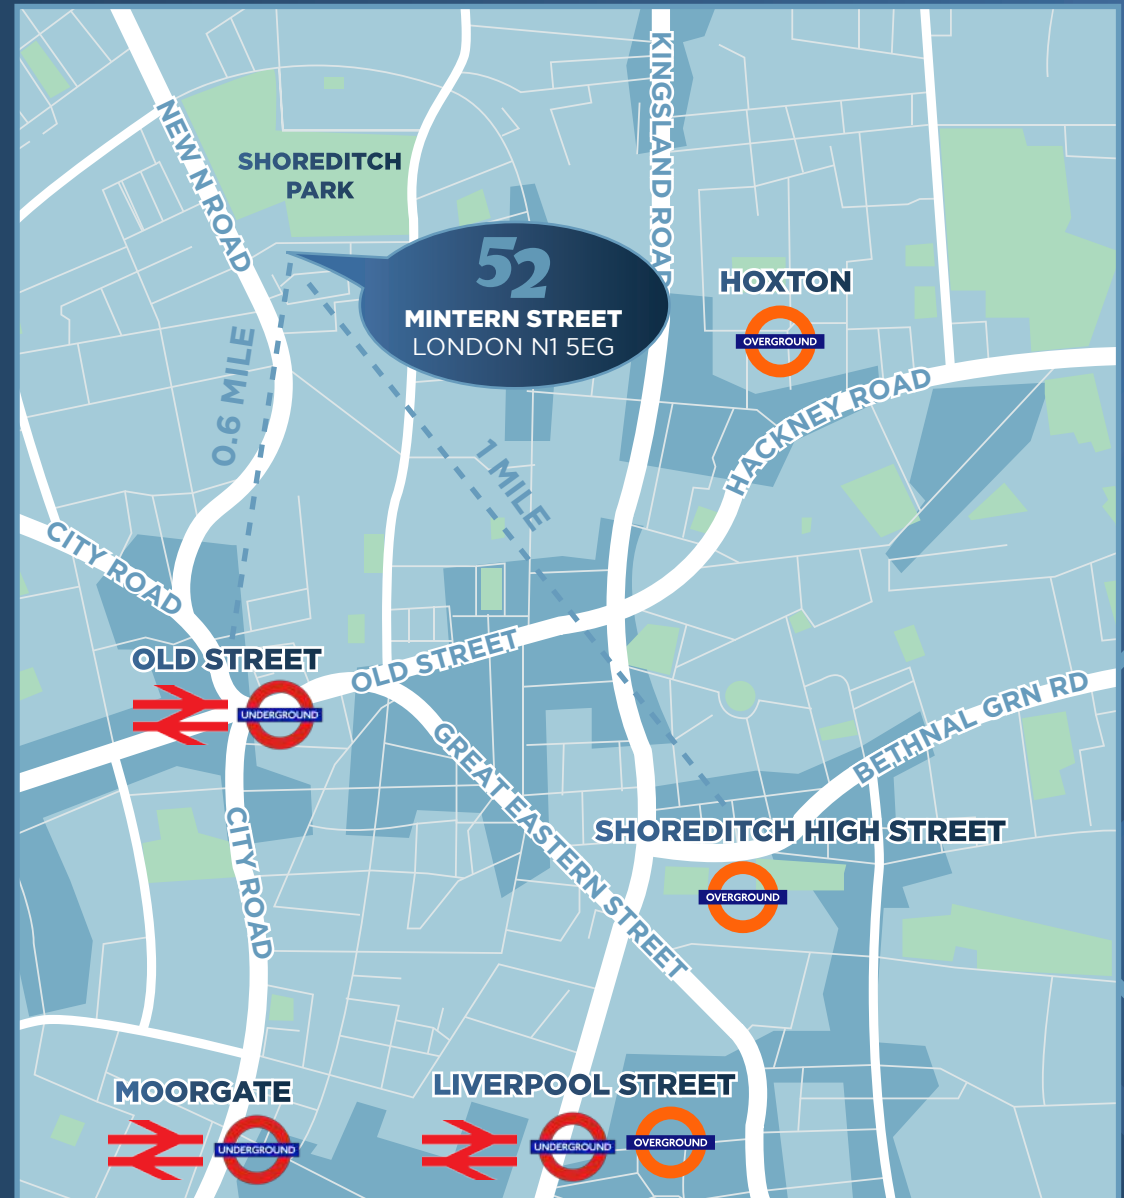 KINGSLAND ROAD
NEW N ROAD
SHOREDITCH
PARK
52
MINTERN STREET
LONDON N1 5EG
HOXTON
OVERGROUND
0.6 MILE
1 MILE
HACKNEY ROAD
CITY ROAD
OLD STREET
UNDERGROUND
OLD STREET
GREAT EASTERN STREET
BETHNAL GRN RD
CITY ROAD
SHOREDITCH HIGH STREET
OVERGROUND
MOORGATE
UNDERGROUND
LIVERPOOL STREET
UNDERGROUND
OVERGROUND